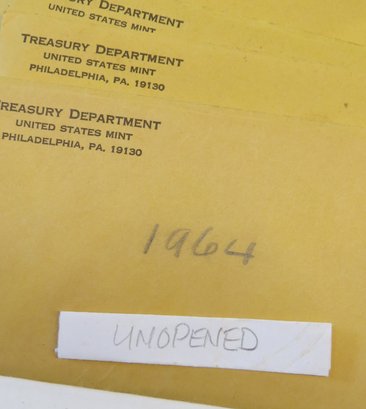 TREASURY DEPARTMENT
UNITED STATES MINT
TREASURY DEPARTMENT
UNITED STATES MINT
PHILADELPHIA, PA. 19130
TREASURY DEPARTMENT
UNITED STATES MINT
PHILADELPHIA, PA. 19130
1964
UNOPENED